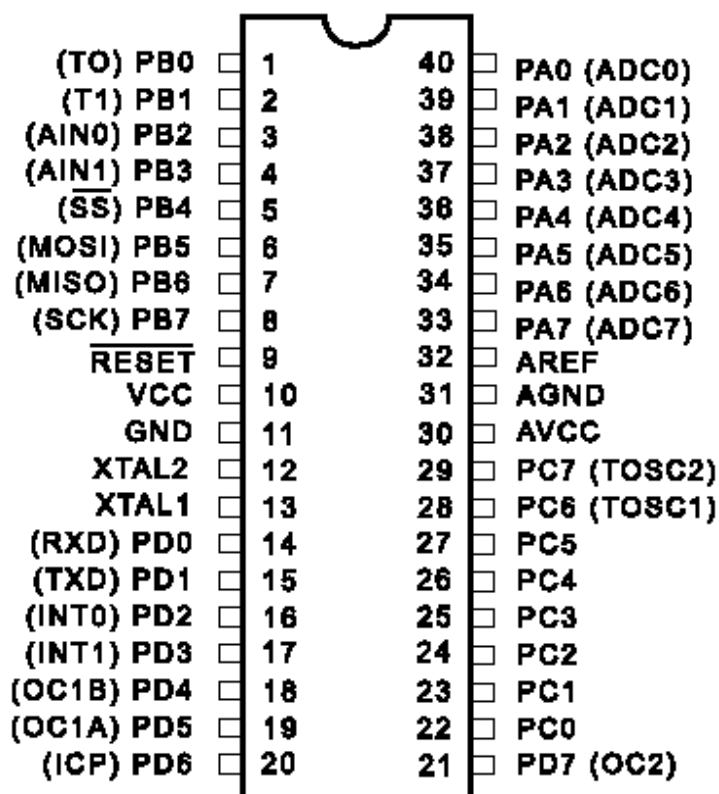 (TO) PB0 1 40 PA0 (ADC0)
(T1) PB1 2 39 PA1 (ADC1)
(AIN0) PB2 3 38 PA2 (ADC2)
(AIN1) PB3 4 37 PA3 (ADC3)
(SS) PB4 5 36 PA4 (ADC4)
(MOSI) PB5 6 35 PA5 (ADC5)
(MISO) PB6 7 34 PA6 (ADC6)
(SCK) PB7 8 33 PA7 (ADC7)
RESET 9 32 AREF
VCC 10 31 AGND
GND 11 30 AVCC
XTAL2 12 29 PC7 (TOSC2)
XTAL1 13 28 PC6 (TOSC1)
(RXD) PD0 14 27 PC5
(TXD) PD1 15 26 PC4
(INT0) PD2 16 25 PC3
(INT1) PD3 17 24 PC2
(OC1B) PD4 18 23 PC1
(OC1A) PD5 19 22 PC0
(ICP) PD6 20 21 PD7 (OC2)